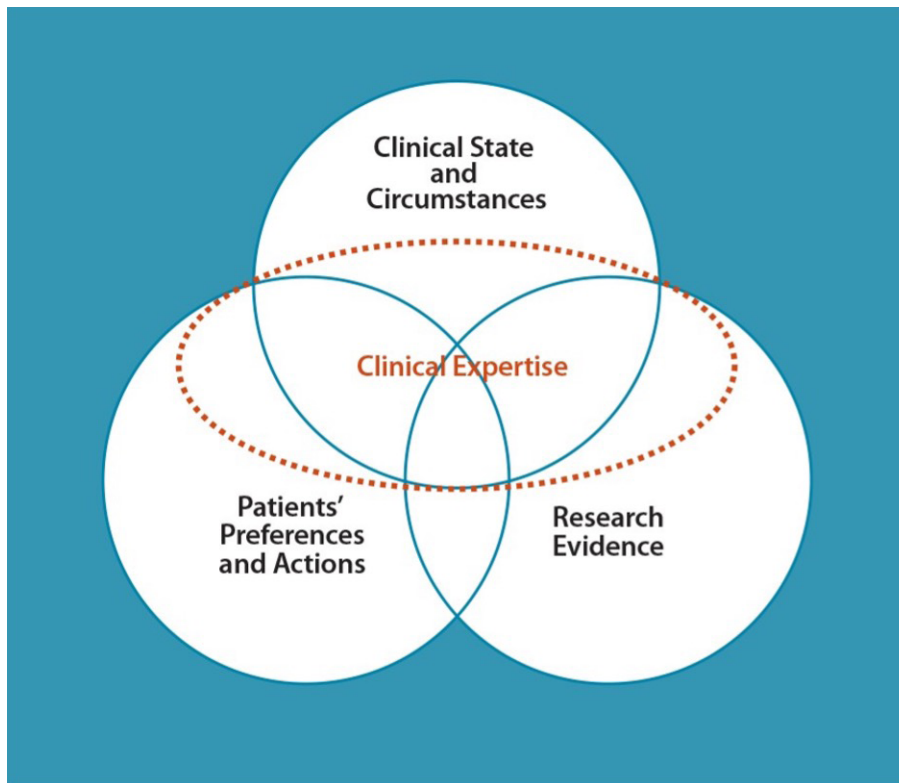 Clinical State
and
Circumstances
Clinical Expertise
Patients’
Preferences
and Actions
Research
Evidence